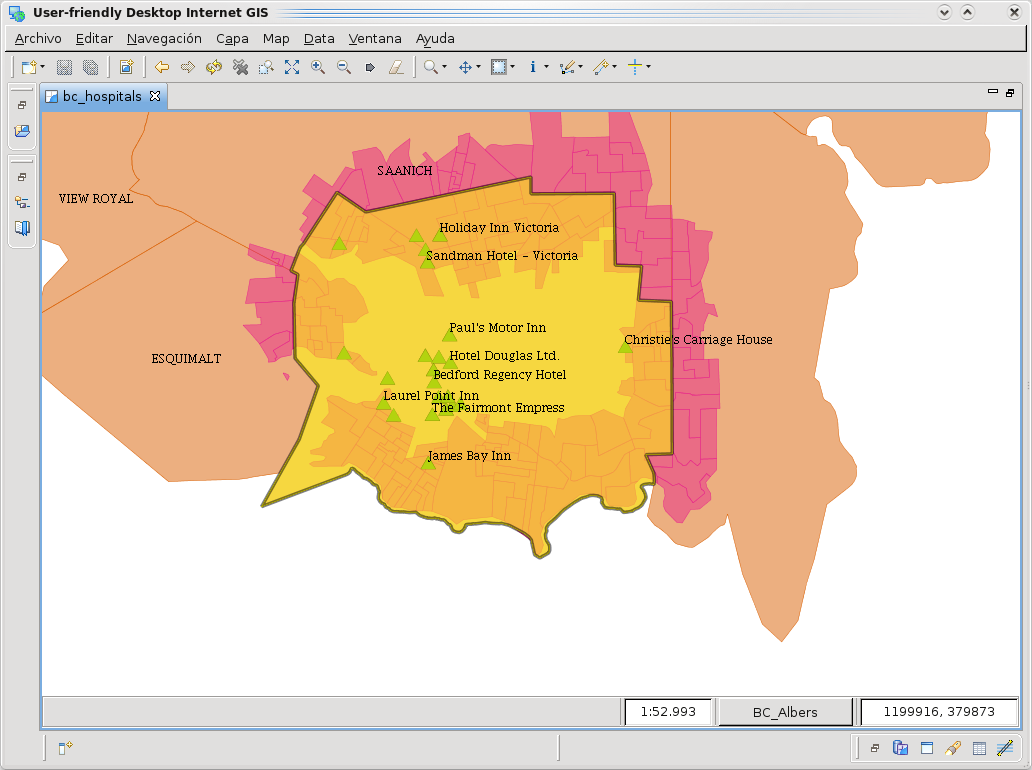 User-friendly Desktop Internet GIS
Archivo Editar Navegación Capa Map Data Ventana Ayuda
bc_hospitals
SAANICH
VIEW ROYAL
Holiday Inn Victoria
Sandman Hotel - Victoria
Paul's Motor Inn
Christie's Carriage House
ESQUIMALT
Hotel Douglas Ltd.
Bedford Regency Hotel
Laurel Point Inn
The Fairmont Empress
James Bay Inn
1:52.993
BC_Albers
1199916, 379873